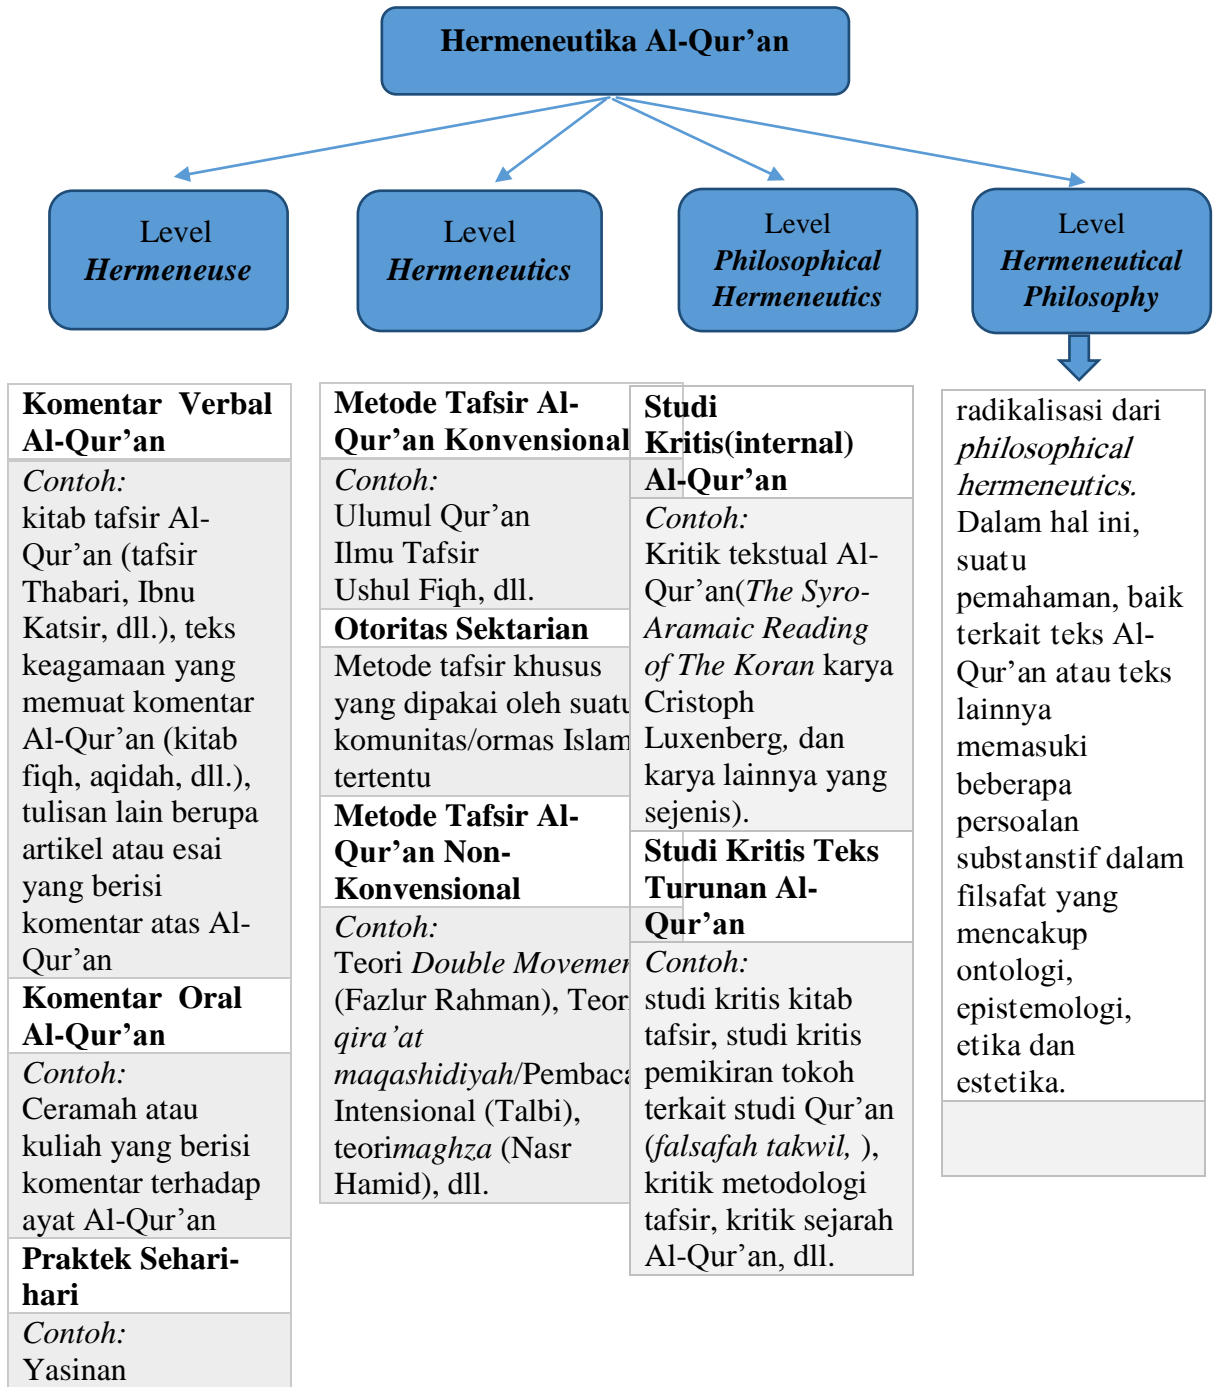 Hermeneutika Al-Qur’an
Level
Hermeneuse
Level
Hermeneutics
Level
Philosophical
Hermeneutics
Level
Hermeneutical
Philosophy
Komentar Verbal
Al-Qur’an
Contoh:
kitab tafsir Al-
Qur’an (tafsir
Thabari, Ibnu
Katsir, dll.), teks
keagamaan yang
memuat komentar
Al-Qur’an (kitab
fiqh, aqidah, dll.),
tulisan lain berupa
artikel atau esai
yang berisi
komentar atas Al-
Qur’an
Komentar Oral
Al-Qur’an
Contoh:
Ceramah atau
kuliah yang berisi
komentar terhadap
ayat Al-Qur’an
Praktek Sehari-
hari
Contoh:
Yasinan
Metode Tafsir Al-
Qur’an Konvensional
Contoh:
Ulumul Qur’an
Ilmu Tafsir
Ushul Fiqh, dll.
Otoritas Sektarian
Metode tafsir khusus
yang dipakai oleh suatu
komunitas/ormas Islam
tertentu
Metode Tafsir Al-
Qur’an Non-
Konvensional
Contoh:
Teori Double
(Fazlur Rahman), Teor
qira’at
maqashidiyah/
Intensional (Talbi),
teorimaghza (Nasr
Hamid), dll.
Studi
Kritis(internal)
Al-Qur’an
Contoh:
Kritik tekstual Al-
Qur’an(The Syro-
Aramaic Reading
of The Koran karya
Cristoph
Luxenberg, dan
karya lainnya yang
sejenis).
Studi Kritis Teks
Turunan Al-
Qur’an
Contoh:
studi kritis kitab
tafsir, studi kritis
pemikiran tokoh
terkait studi Qur’an
(falsafah takwil, ),
kritik metodologi
tafsir, kritik sejarah
Al-Qur’an, dll.
radikalisasi dari
philosophical
hermeneutics.
Dalam hal ini,
suatu
pemahaman, baik
terkait teks Al-
Qur’an atau teks
lainnya
memasuki
beberapa
persoalan
substanstif dalam
filsafat yang
mencakup
ontologi,
epistemologi,
etika dan
estetika.